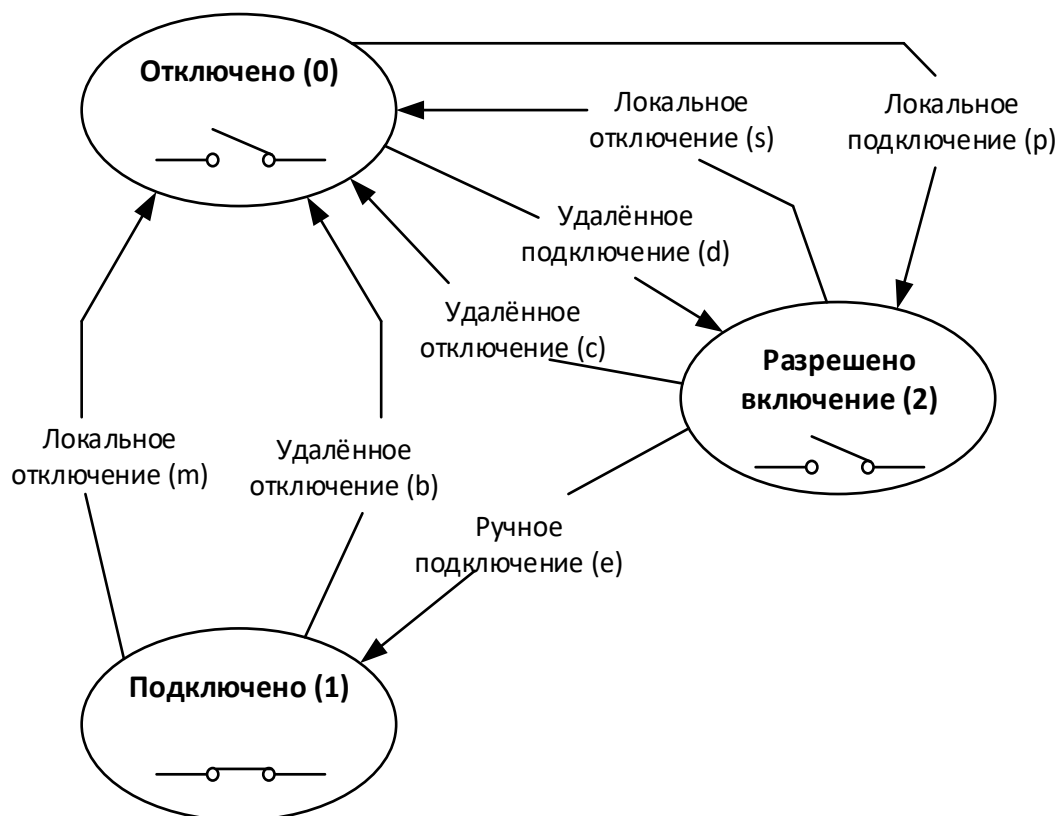 Отключено (0)
Локальное
отключение (s)
Локальное
подключение (p)
Удалённое
подключение (d)
Удалённое
отключение (c)
Разрешено
включение (2)
Локальное
отключение (m)
Удалённое
отключение (b)
Ручное
подключение (e)
Подключено (1)